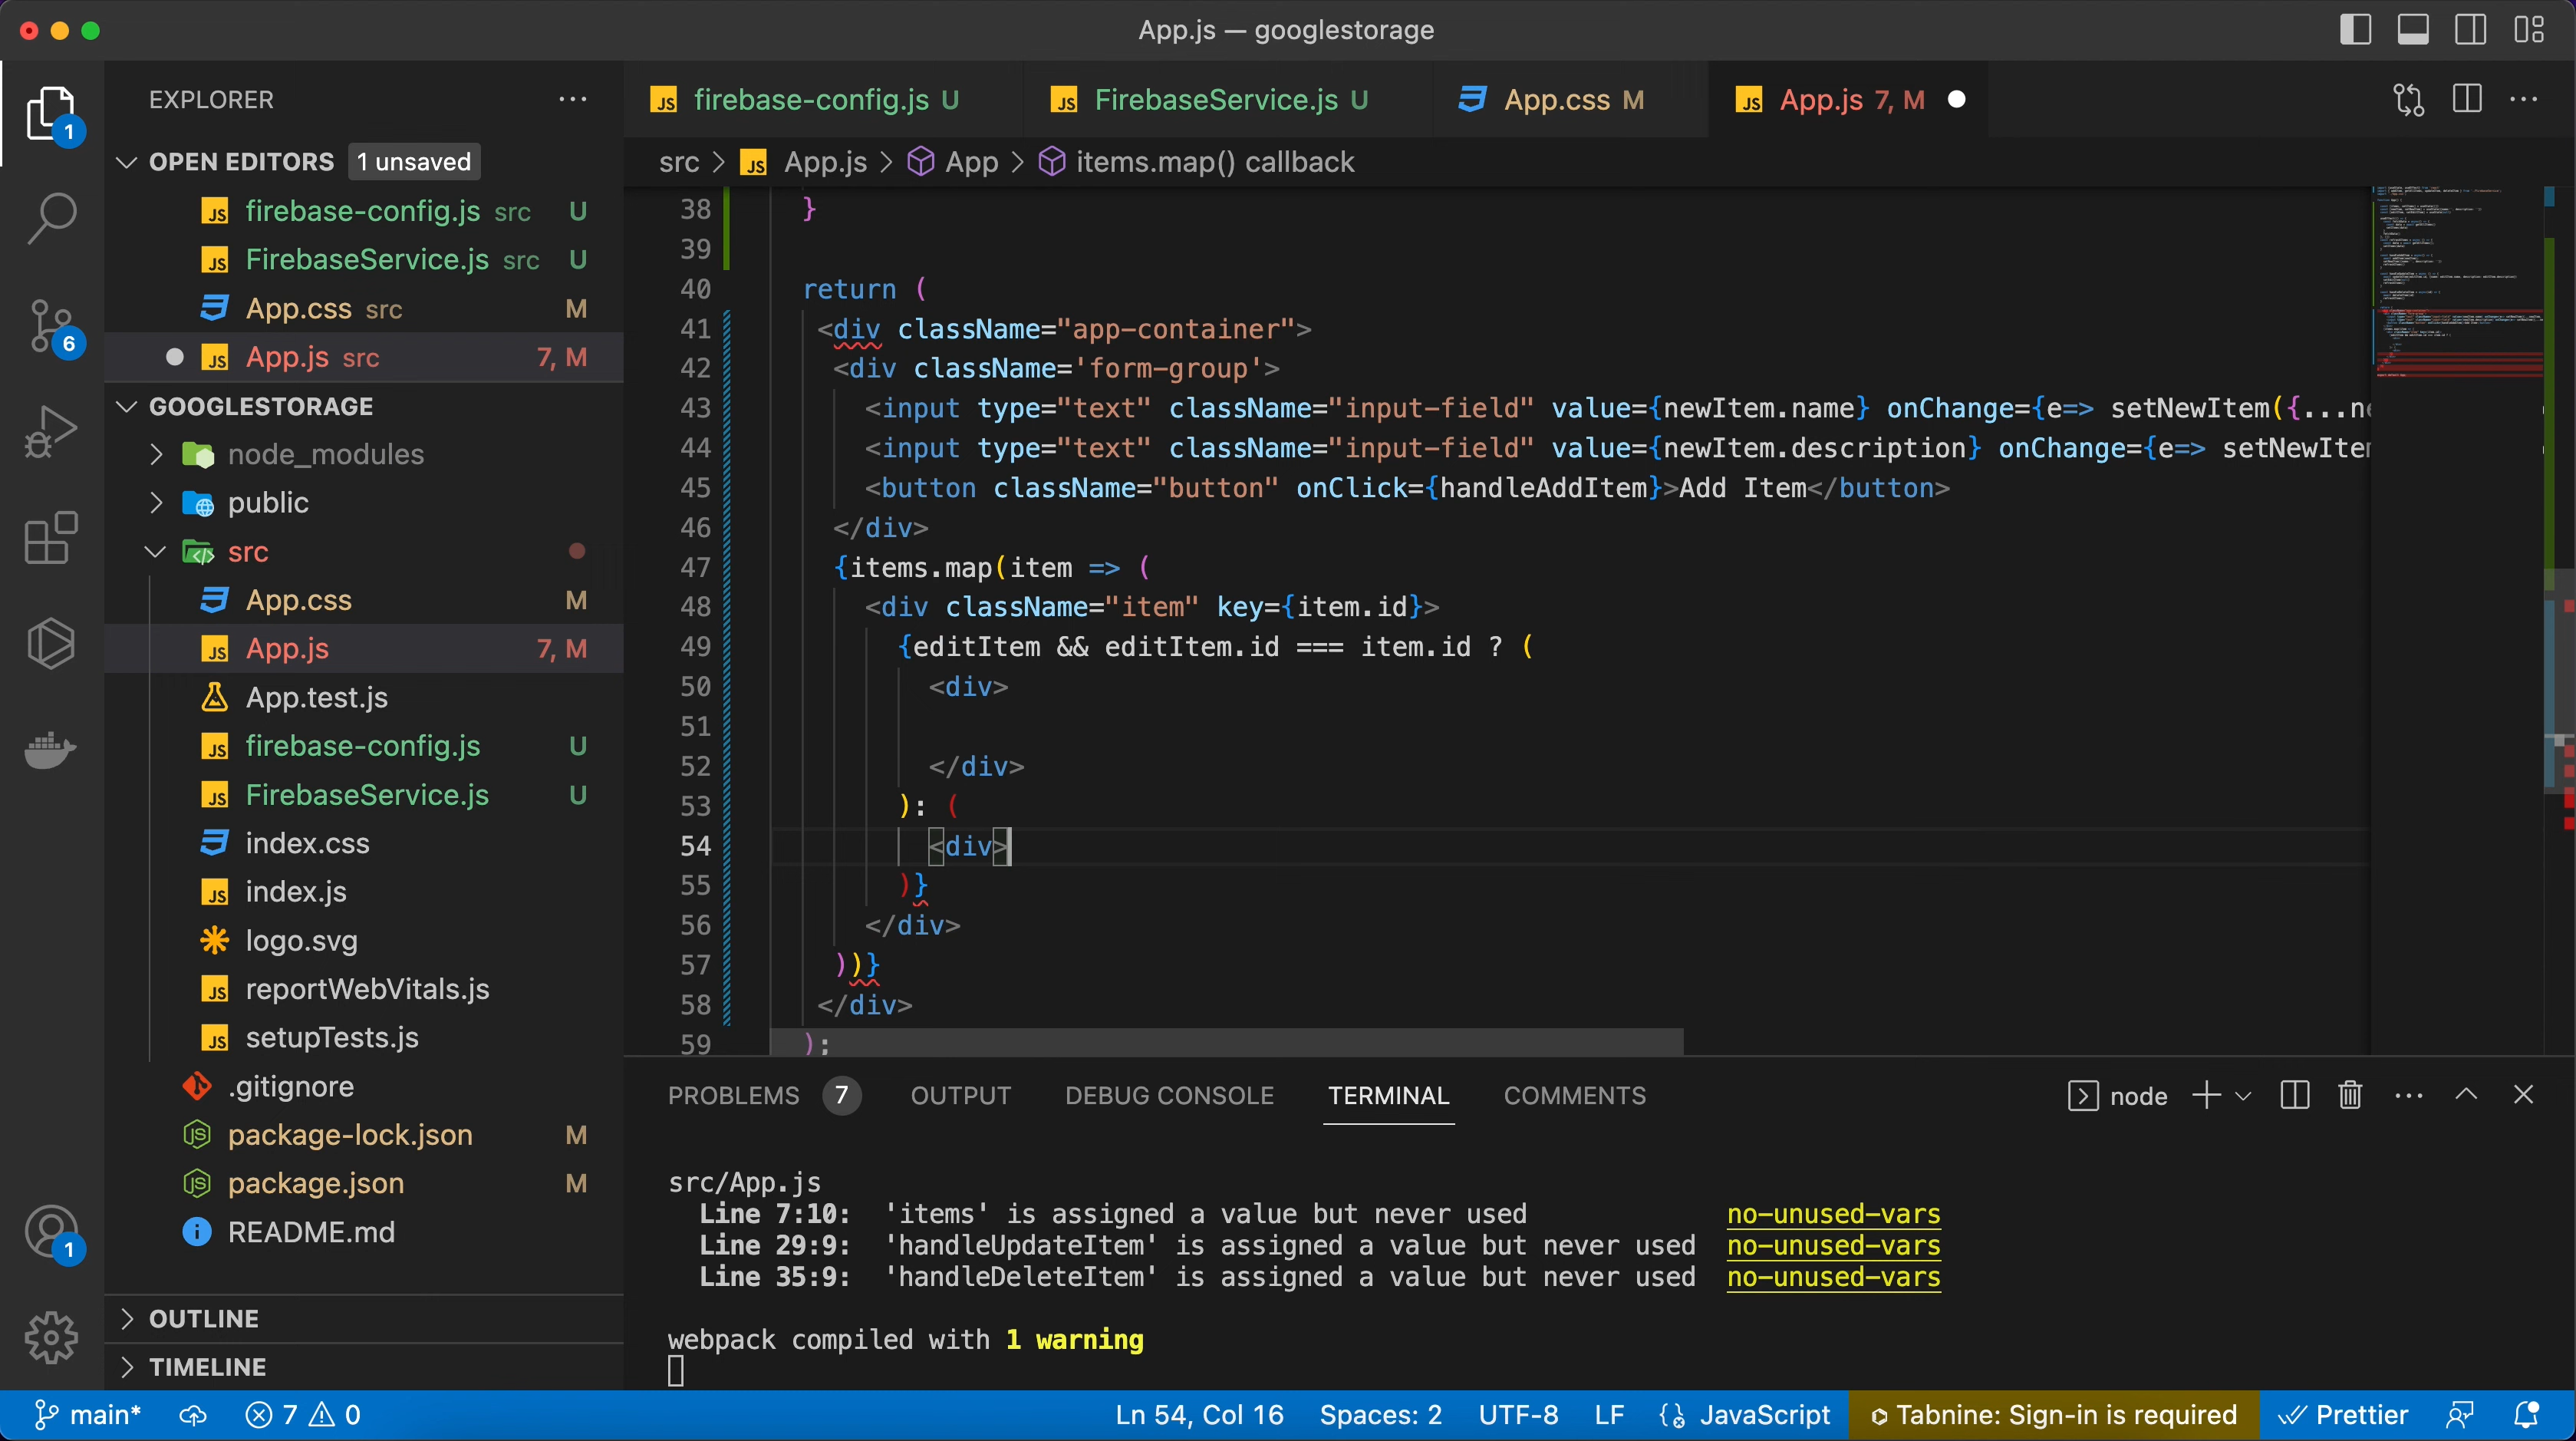 App.js — googlestorage
EXPLORER
OPEN EDITORS 1 unsaved
firebase-config.js src U
FirebaseService.js src U
App.css src M
App.js src 7, M
GOOGLESTORAGE
node_modules
public
src
App.css M
App.js 7, M
App.test.js
firebase-config.js U
FirebaseService.js U
index.css
index.js
logo.svg
reportWebVitals.js
setupTests.js
.gitignore
package-lock.json M
package.json M
README.md
OUTLINE
TIMELINE
1
6
1
firebase-config.js U
FirebaseService.js U
App.css M
App.js 7, M
src > App.js > App > items.map() callback
38 }
39
40 return (
41 <div className="app-container">
42 <div className='form-group'>
43 <input type="text" className="input-field" value={newItem.name} onChange={e=> setNewItem({...ne
44 <input type="text" className="input-field" value={newItem.description} onChange={e=> setNewItem
45 <button className="button" onClick={handleAddItem}>Add Item</button>
46 </div>
47 {items.map(item => (
48 <div className="item" key={item.id}>
49 {editItem && editItem.id === item.id ? (
50 <div>
51
52 </div>
53 ): (
54 <div>
55 )}
56 </div>
57 ))}
58 </div>
59 );
PROBLEMS 7 OUTPUT DEBUG CONSOLE TERMINAL COMMENTS
node
src/App.js
Line 7:10: 'items' is assigned a value but never used no-unused-vars
Line 29:9: 'handleUpdateItem' is assigned a value but never used no-unused-vars
Line 35:9: 'handleDeleteItem' is assigned a value but never used no-unused-vars
webpack compiled with 1 warning
main* 7 0 Ln 54, Col 16 Spaces: 2 UTF-8 LF JavaScript Tabnine: Sign-in is required Prettier